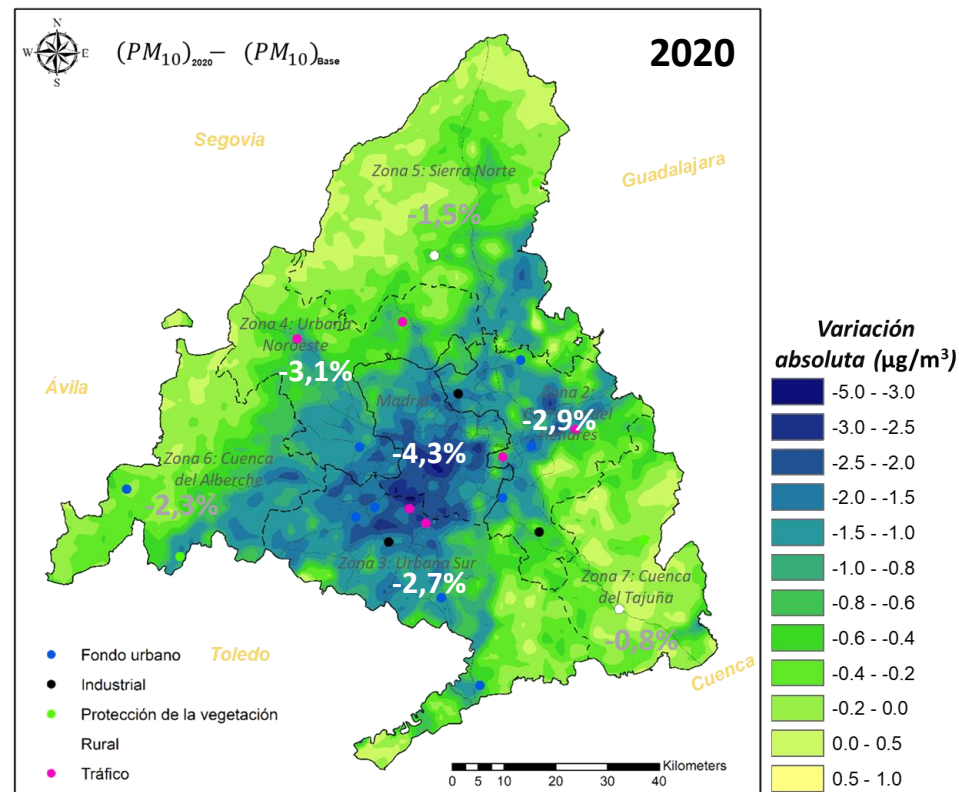 N
W
E
S
(PM10)2020 − (PM10)Base
2020
Segovia
Guadalajara
Zona 5: Sierra Norte
-1,5%
Zona 4: Urbana
Noroeste
-3,1%
Ávila
Madrid
Zona 2:
del
Henares
-2,9%
-4,3%
Zona 6: Cuenca
del Alberche
-2,3%
Zona 3: Urbana Sur
-2,7%
Zona 7: Cuenca
del Tajuña
-0,8%
Toledo
Cuenca
Fondo urbano
Industrial
Protección de la vegetación
Rural
Tráfico
Kilometers
0 5 10 20 30 40
Variación
absoluta (µg/m³)
-5.0 - -3.0
-3.0 - -2.5
-2.5 - -2.0
-2.0 - -1.5
-1.5 - -1.0
-1.0 - -0.8
-0.8 - -0.6
-0.6 - -0.4
-0.4 - -0.2
-0.2 - 0.0
0.0 - 0.5
0.5 - 1.0